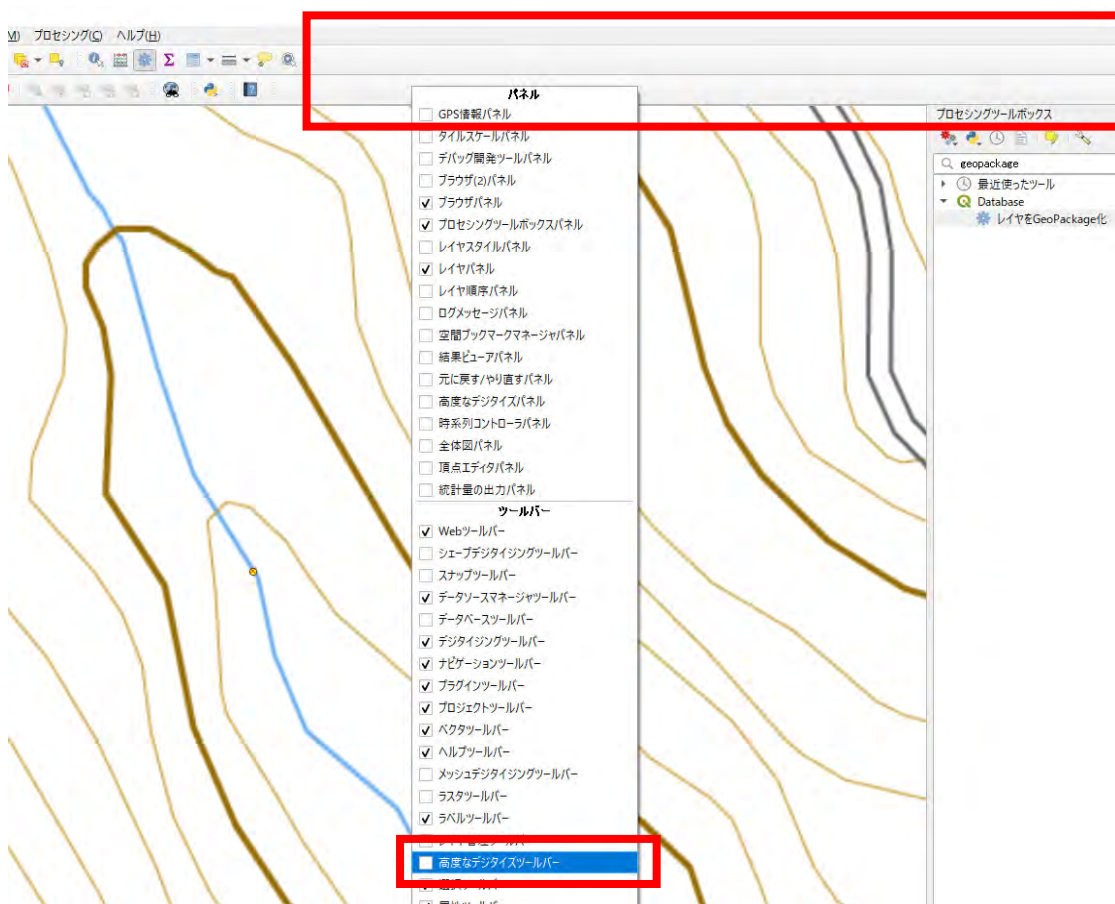 M) プロセシング(C) ヘルプ(H)
パネル
GPS情報パネル
タイルスケールパネル
デバッグ開発ツールパネル
ブラウザ(2)パネル
ブラウザパネル
プロセシングツールボックスパネル
レイヤスタイルパネル
レイヤパネル
レイヤ順序パネル
ログメッセージパネル
空間ブックマークマネージャパネル
結果ビューアパネル
元に戻す/やり直すパネル
高度なデジタイズパネル
時系列コントローラパネル
全体図パネル
頂点エディタパネル
統計量の出力パネル
ツールバー
Webツールバー
シェープデジタイジングツールバー
スナップツールバー
データソースマネージャツールバー
データベースツールバー
デジタイジングツールバー
ナビゲーションツールバー
プラグインツールバー
プロジェクトツールバー
ベクタツールバー
ヘルプツールバー
メッシュデジタイジングツールバー
ラスタツールバー
ラベルツールバー
高度なデジタイズツールバー
プロセシングツールボックス
geopackage
最近使ったツール
Database
レイヤをGeoPackage化